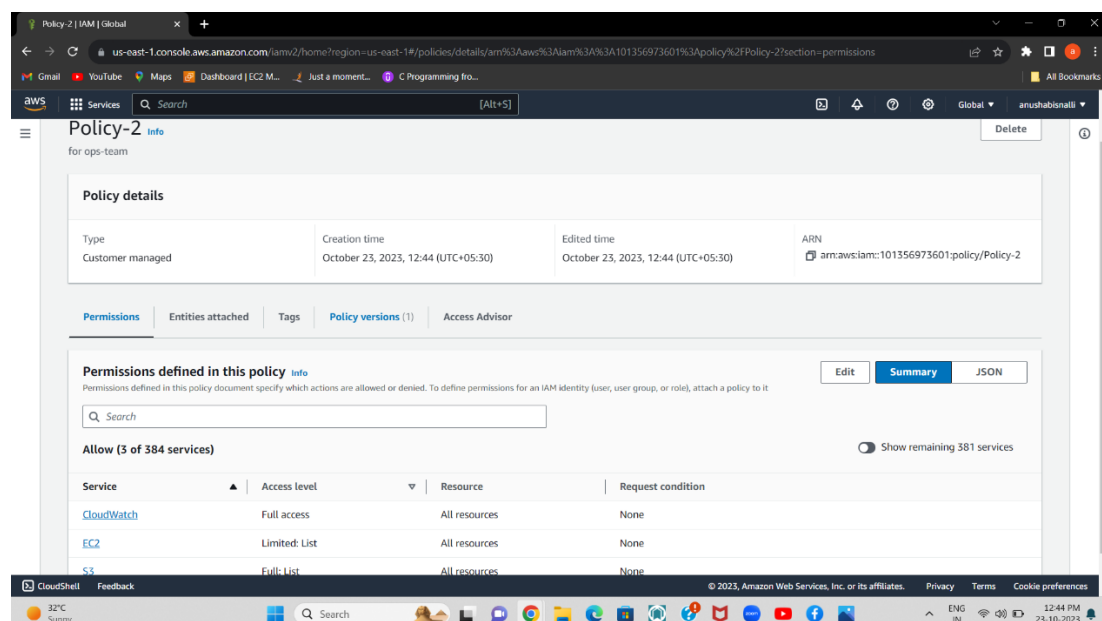 Policy-2 | IAM | Global
us-east-1.console.aws.amazon.com/iamv2/home?region=us-east-1#/policies/details/arn%3Aaws%3Aiam%3A%3A101356973601%3Apolicy%2FPolicy-2?section=permissions
Gmail YouTube Maps Dashboard | EC2 M... Just a moment... C Programming fro... All Bookmarks
aws Services Search [Alt+S] Global anushabisnalli
Policy-2 Info Delete
for ops-team
Policy details
Type Creation time Edited time ARN
Customer managed October 23, 2023, 12:44 (UTC+05:30) October 23, 2023, 12:44 (UTC+05:30) arn:aws:iam::101356973601:policy/Policy-2
Permissions Entities attached Tags Policy versions (1) Access Advisor
Permissions defined in this policy Info Edit Summary JSON
Permissions defined in this policy document specify which actions are allowed or denied. To define permissions for an IAM identity (user, user group, or role), attach a policy to it
Search
Allow (3 of 384 services) Show remaining 381 services
Service Access level Resource Request condition
CloudWatch Full access All resources None
EC2 Limited: List All resources None
S3 Full: List All resources None
CloudShell Feedback © 2023, Amazon Web Services, Inc. or its affiliates. Privacy Terms Cookie preferences
32°C Search ENG 12:44 PM
Sunny IN 23-10-2023